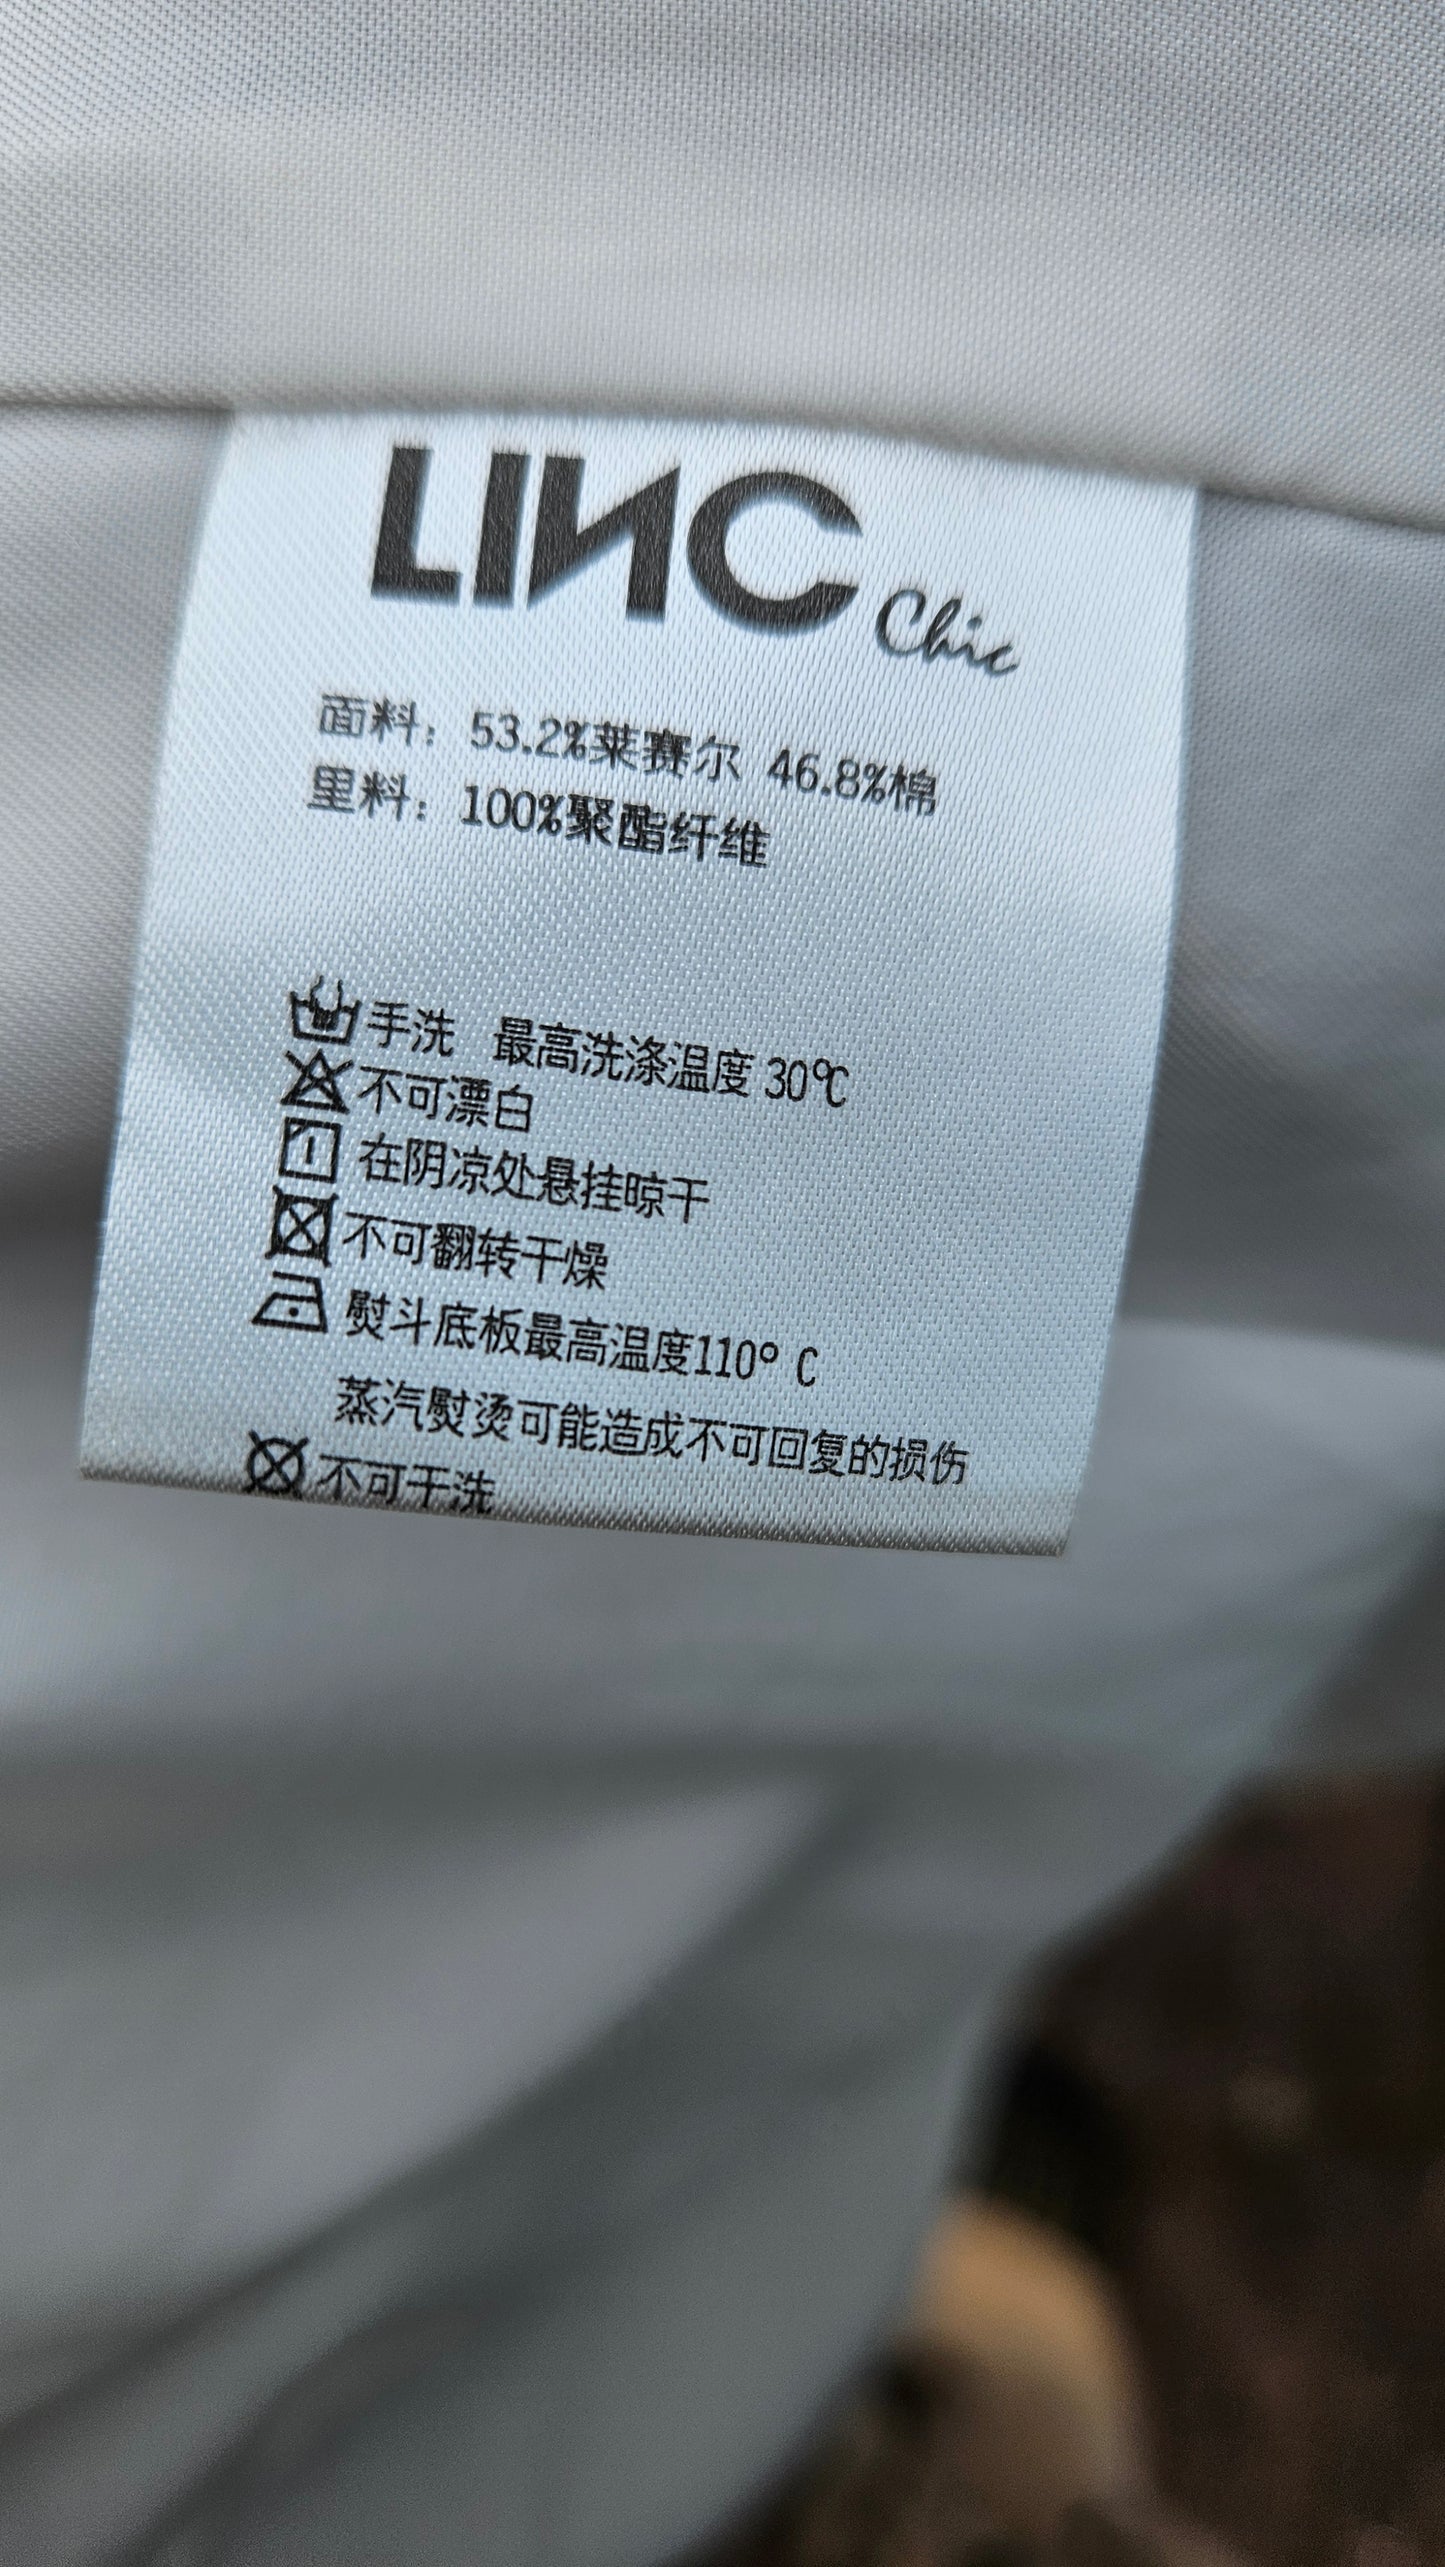 LINC Chic
面料：53.2%莱赛尔 46.8%棉
里料：100%聚酯纤维
手洗 最高洗涤温度 30℃
不可漂白
在阴凉处悬挂晾干
不可翻转干燥
熨斗底板最高温度110° C
蒸汽熨烫可能造成不可回复的损伤
不可干洗